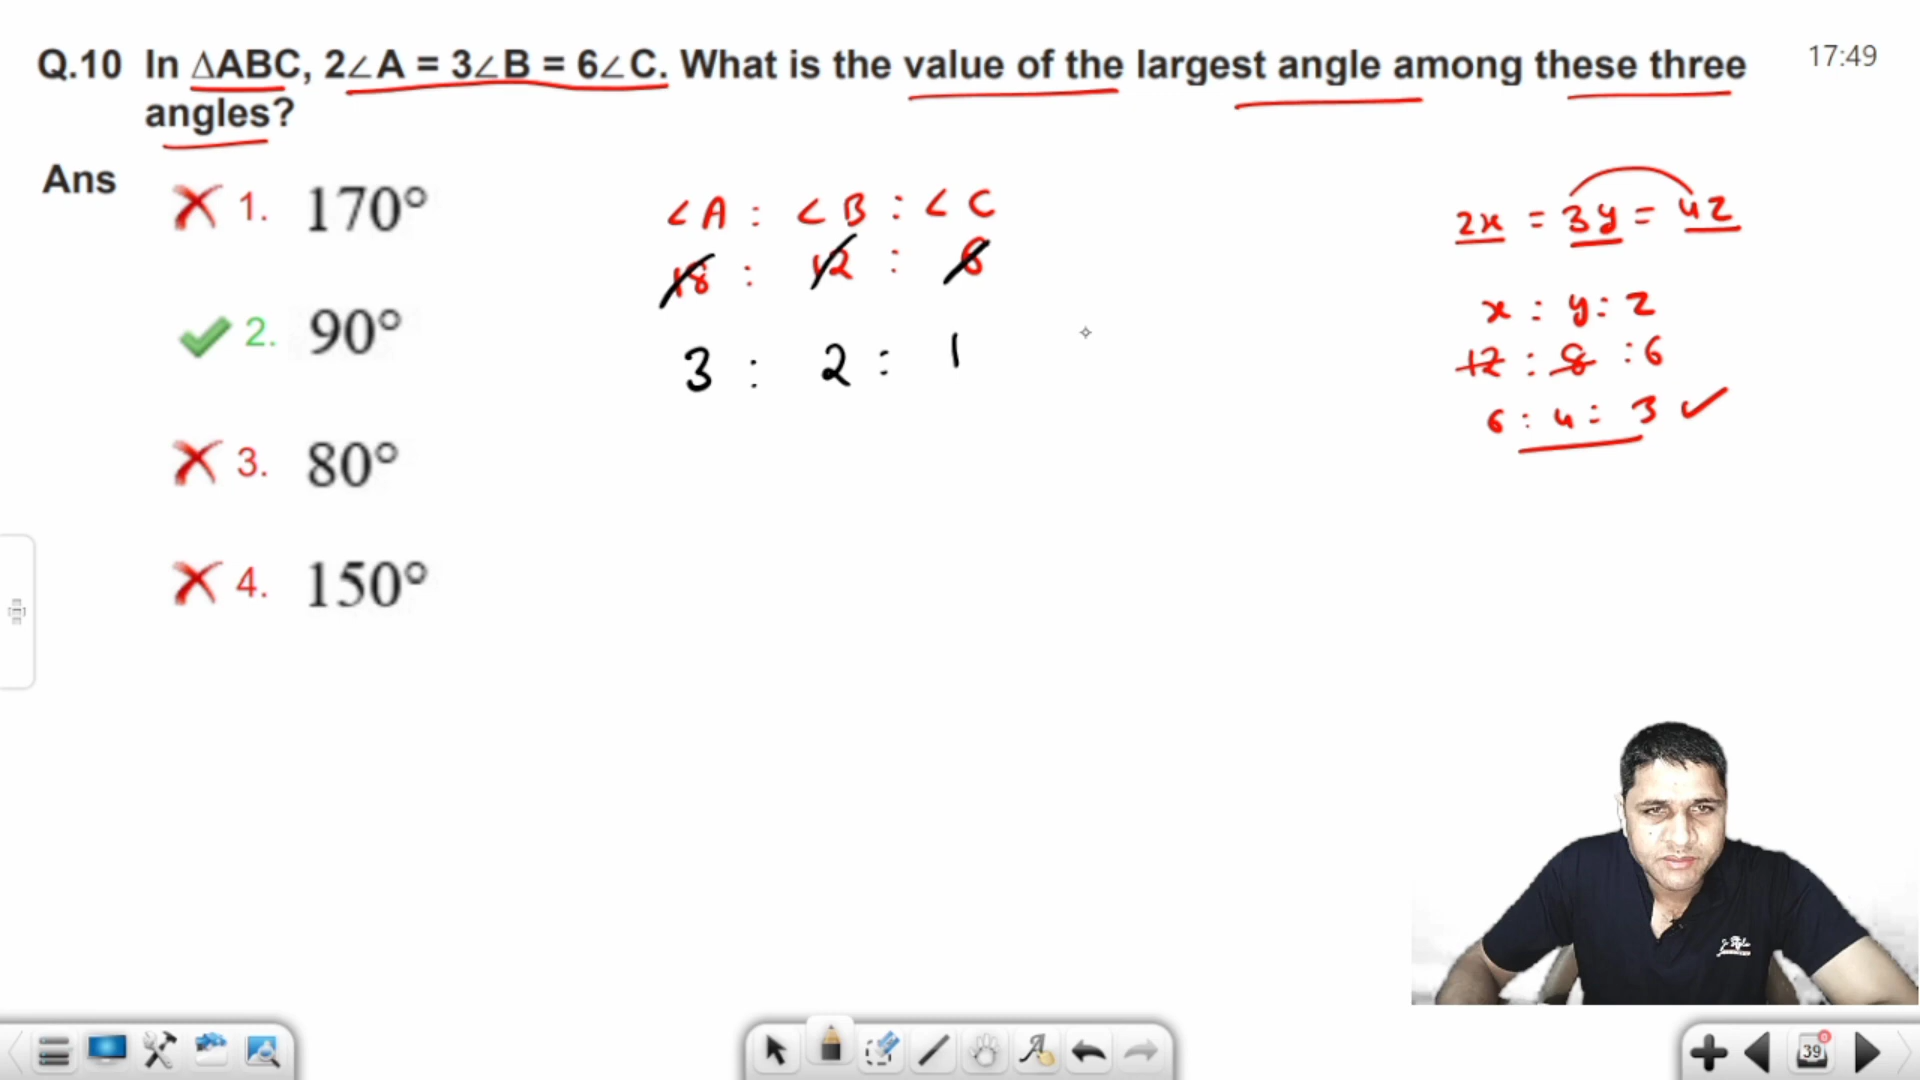 Q.10 In ΔABC, 2∠A = 3∠B = 6∠C. What is the value of the largest angle among these three
angles?
17:49
Ans
1. 170°
2. 90°
3. 80°
4. 150°
∠A : ∠B : ∠C
18 : 12 : 6
3 : 2 : 1
2x = 3y = 4z
x : y : z
12 : 8 : 6
6 : 4 : 3 ✓
39